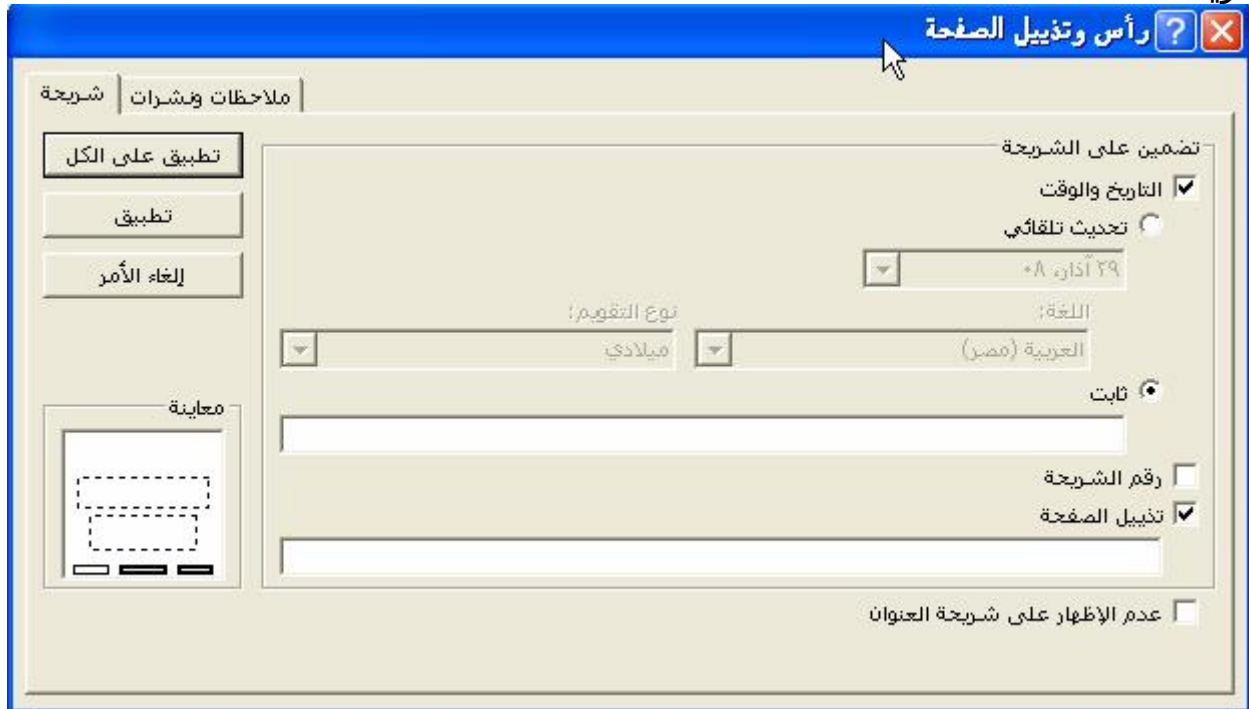 رأس وتذييل الصفحة
شريحة
ملاحظات ونشرات
تضمين على الشريحة
التاريخ والوقت
تحديث تلقائي
٢٩ آذار، ٠٨
اللغة:
نوع التقويم:
العربية (مصر)
ميلادي
ثابت
رقم الشريحة
تذييل الصفحة
عدم الإظهار على شريحة العنوان
تطبيق على الكل
تطبيق
إلغاء الأمر
معاينة